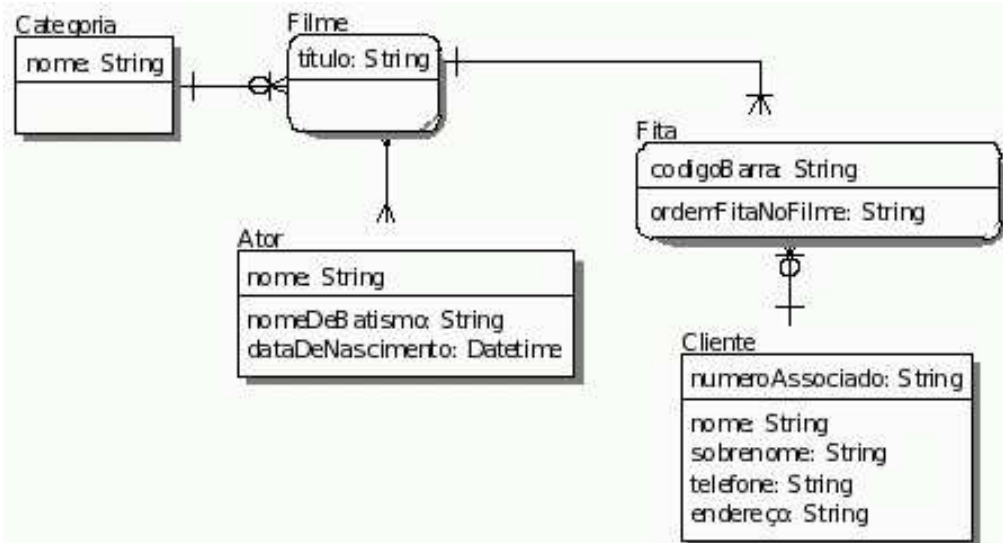 Categoria
nome: String
Filme
título: String
Fita
codigoBarra: String
ordemFitaNoFilme: String
Ator
nome: String
nomeDeBatismo: String
dataDeNascimento: Datetime
Cliente
numeroAssociado: String
nome: String
sobrenome: String
telefone: String
endereço: String